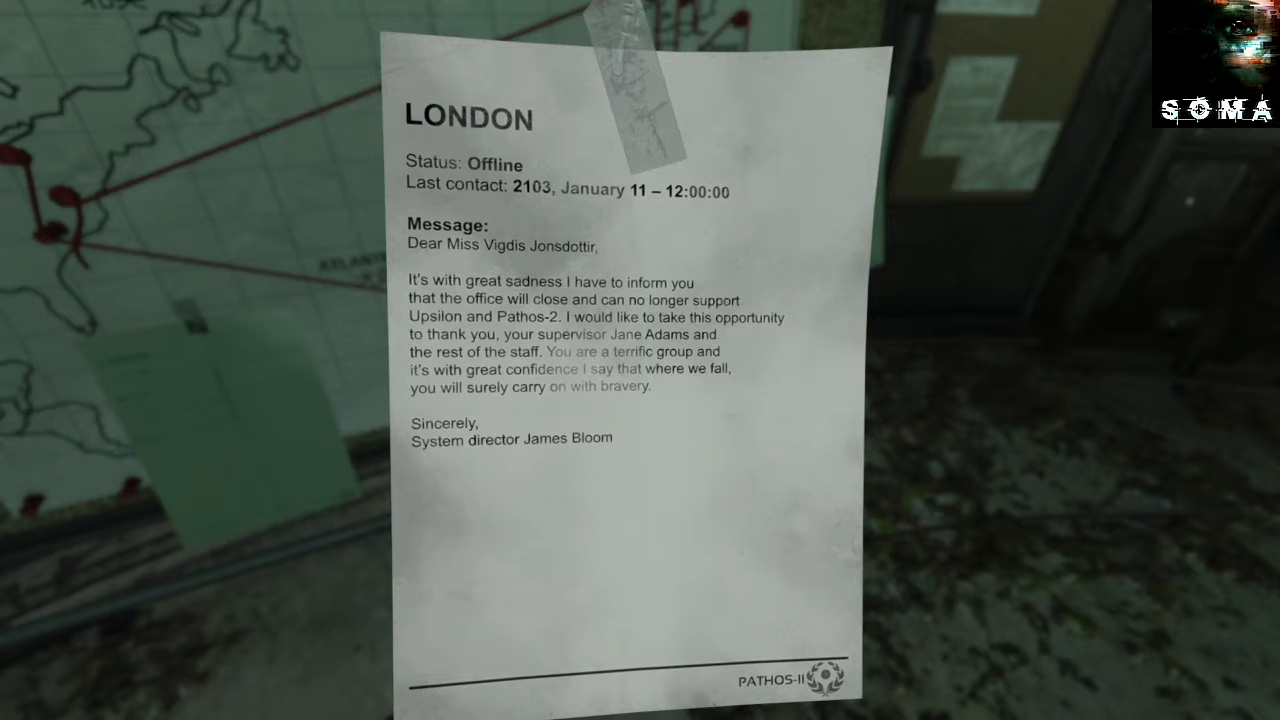 SOMA
LONDON
Status: Offline
Last contact: 2103, January 11 – 12:00:00
Message:
Dear Miss Vigdis Jonsdottir,
It's with great sadness I have to inform you
that the office will close and can no longer support
Upsilon and Pathos-2. I would like to take this opportunity
to thank you, your supervisor Jane Adams and
the rest of the staff. You are a terrific group and
it's with great confidence I say that where we fall,
you will surely carry on with bravery.
Sincerely,
System director James Bloom
PATHOS-II